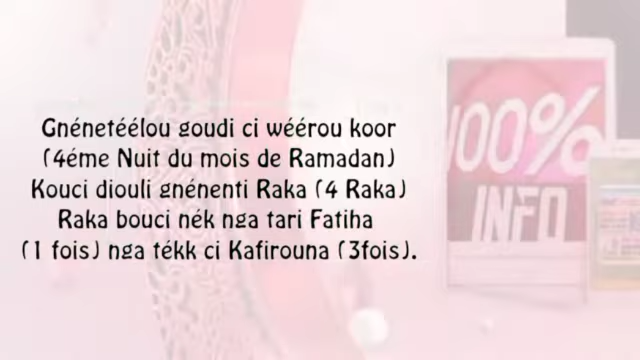 Gnénetéélou goudi ci wéérou koor
(4éme Nuit du mois de Ramadan)
Kouci diouli gnénenti Raka (4 Raka)
Raka bouci nék nga tari Fatiha
(1 fois) nga tékk ci Kafirouna (3fois).
100%
INFO